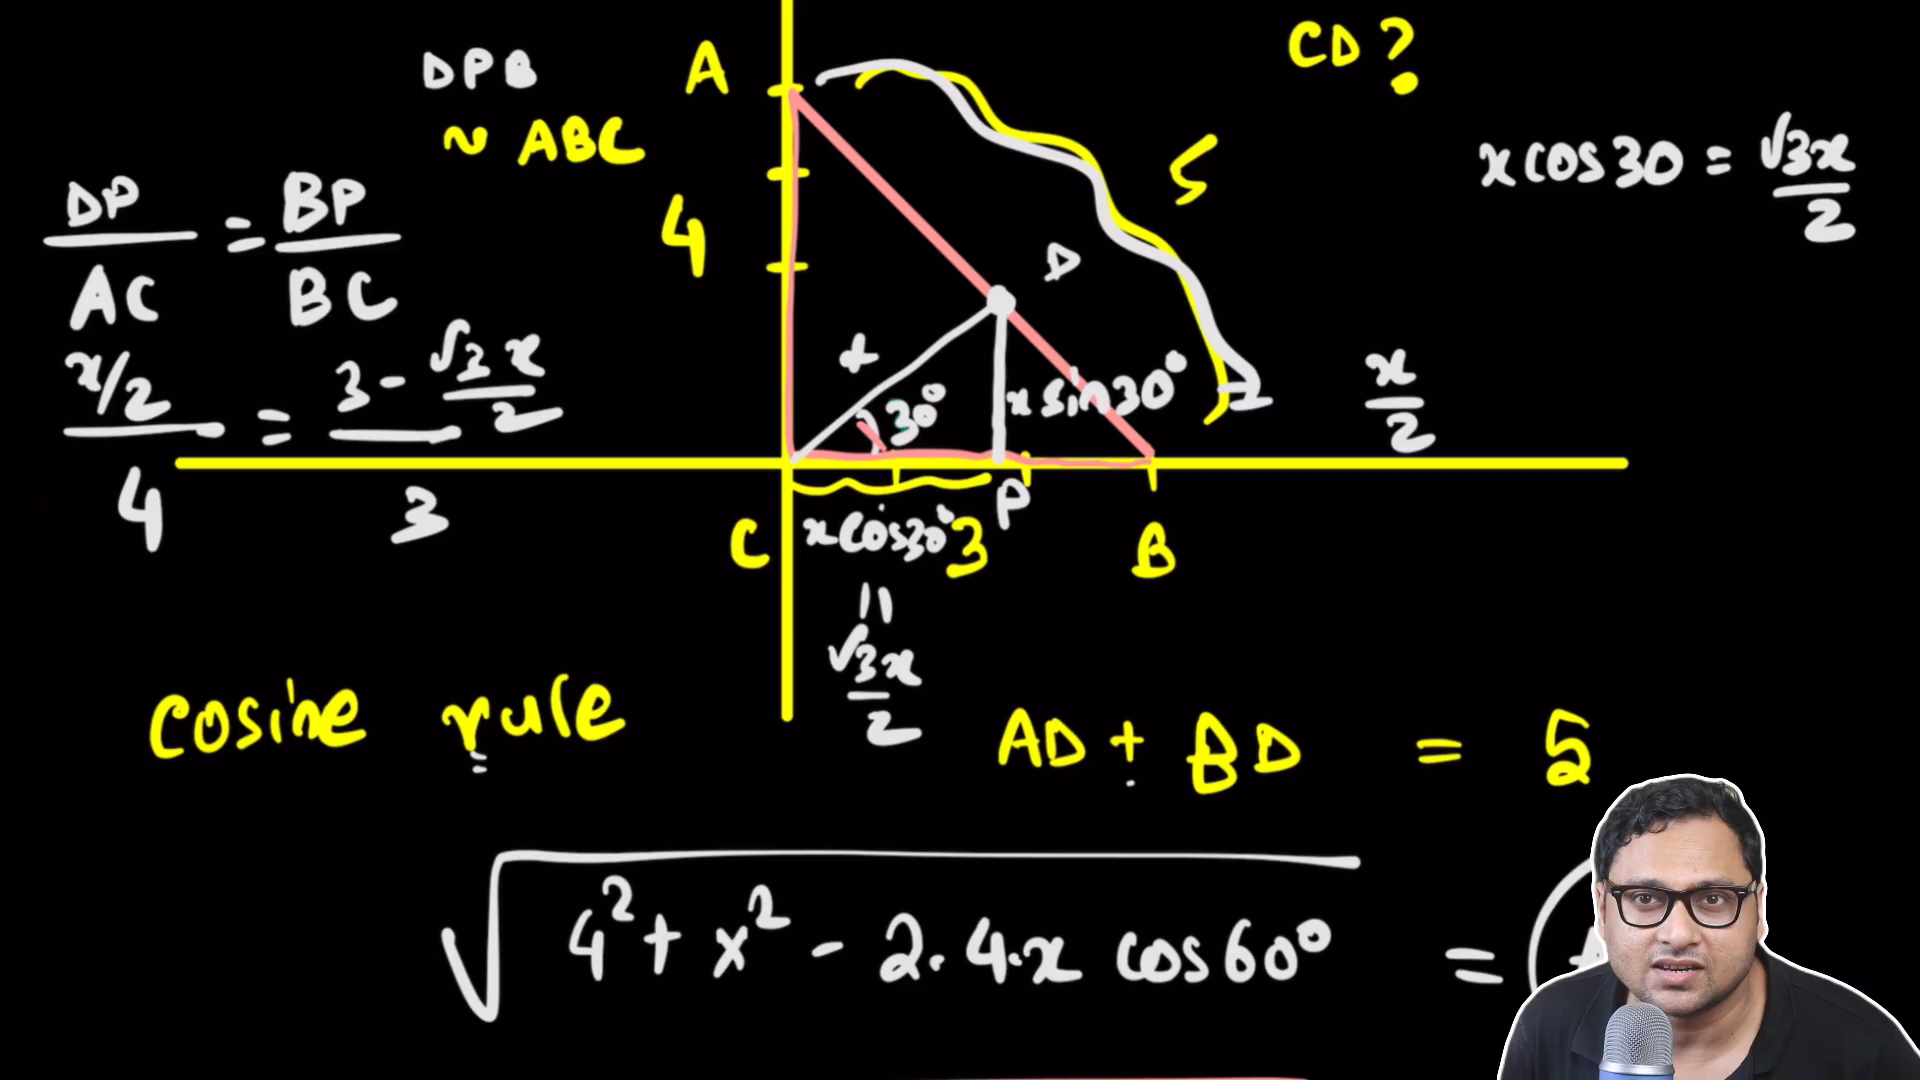 CD ?
DPB
~ ABC
A
5
x cos 30 = √3x/2
DP/AC = BP/BC
4
D
x
30°
x sin 30°
x/2
(x/2)/4 = (3 - √3x/2)/3
C
x cos 30°
3
P
B
=
√3x/2
cosine rule
AD + BD = 5
√(4² + x² - 2.4.x cos 60°) =